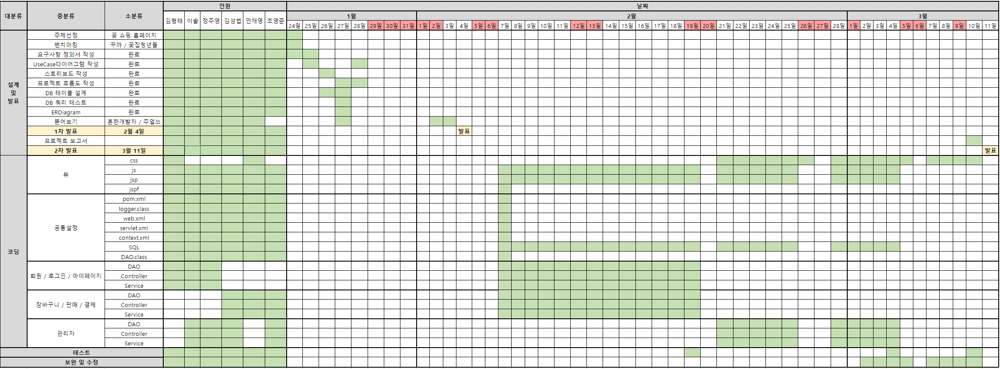 대분류 중분류 소분류 인원 날짜
김형태 이솔 정주영 김성법 민재영 조영준 1월 2월 3월
24일 25일 26일 27일 28일 29일 30일 31일 1일 2일 3일 4일 5일 6일 7일 8일 9일 10일 11일 12일 13일 14일 15일 16일 17일 18일 19일 20일 21일 22일 23일 24일 25일 26일 27일 28일 1일 2일 3일 4일 5일 6일 7일 8일 9일 10일 11일
설계
및
발표
주제선정 꽃 쇼핑 홈페이지
벤치마킹 꾸까 / 꽃집청년들
요구사항 정의서 작성 완료
UseCase다이어그램 작성 완료
스토리보드 작성 완료
프로젝트 흐름도 작성 완료
DB 테이블 설계 완료
DB 쿼리 테스트 완료
ERDiagram 완료
뜯어보기 흔한개발자 / 주얼쓰
1차 발표 2월 4일 발표
프로젝트 보고서
2차 발표 3월 11일 발표
코딩
뷰
css
js
jsp
jspf
공통설정
pom.xml
logger.class
web.xml
servlet.xml
context.xml
SQL
DAO.class
회원 / 로그인 / 마이페이지
DAO
Controller
Service
장바구니 / 판매 / 결제
DAO
Controller
Service
관리자
DAO
Controller
Service
테스트
보완 및 수정